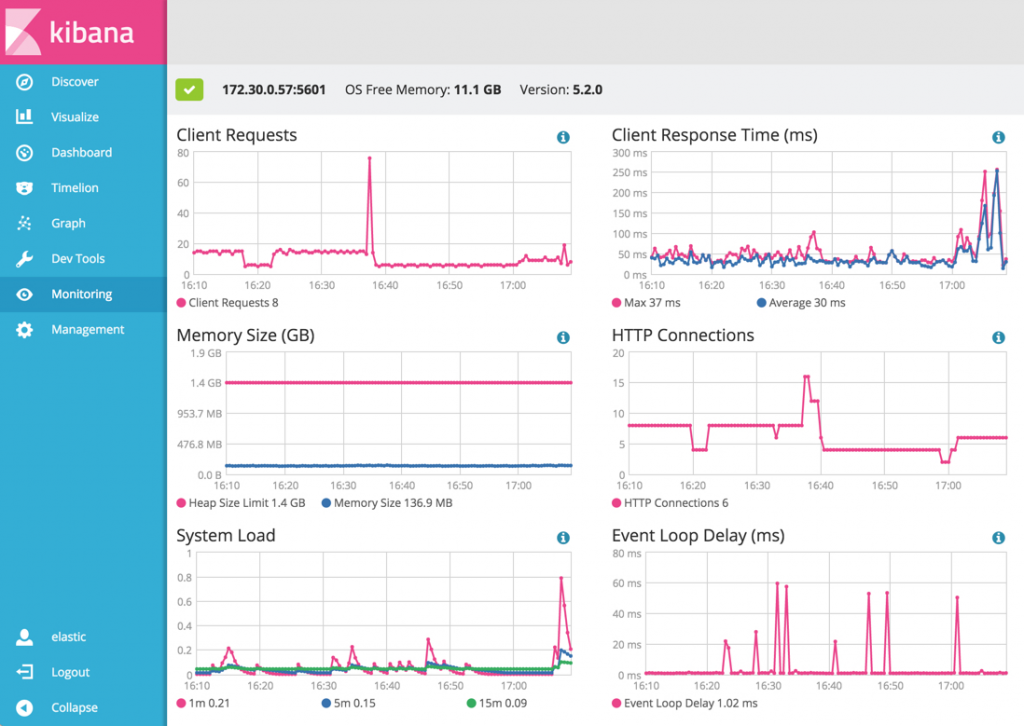 kibana
Discover
Visualize
Dashboard
Timelion
Graph
Dev Tools
Monitoring
Management
elastic
Logout
Collapse
172.30.0.57:5601 OS Free Memory: 11.1 GB Version: 5.2.0
Client Requests
80
60
40
20
0
16:10 16:20 16:30 16:40 16:50 17:00
Client Requests 8
Client Response Time (ms)
300 ms
250 ms
200 ms
150 ms
100 ms
50 ms
0 ms
16:10 16:20 16:30 16:40 16:50 17:00
Max 37 ms Average 30 ms
Memory Size (GB)
1.9 GB
1.4 GB
953.7 MB
476.8 MB
0.0 B
16:10 16:20 16:30 16:40 16:50 17:00
Heap Size Limit 1.4 GB Memory Size 136.9 MB
HTTP Connections
20
15
10
5
0
16:10 16:20 16:30 16:40 16:50 17:00
HTTP Connections 6
System Load
1
0.8
0.6
0.4
0.2
0
16:10 16:20 16:30 16:40 16:50 17:00
1m 0.21 5m 0.15 15m 0.09
Event Loop Delay (ms)
80 ms
60 ms
40 ms
20 ms
0 ms
16:10 16:20 16:30 16:40 16:50 17:00
Event Loop Delay 1.02 ms